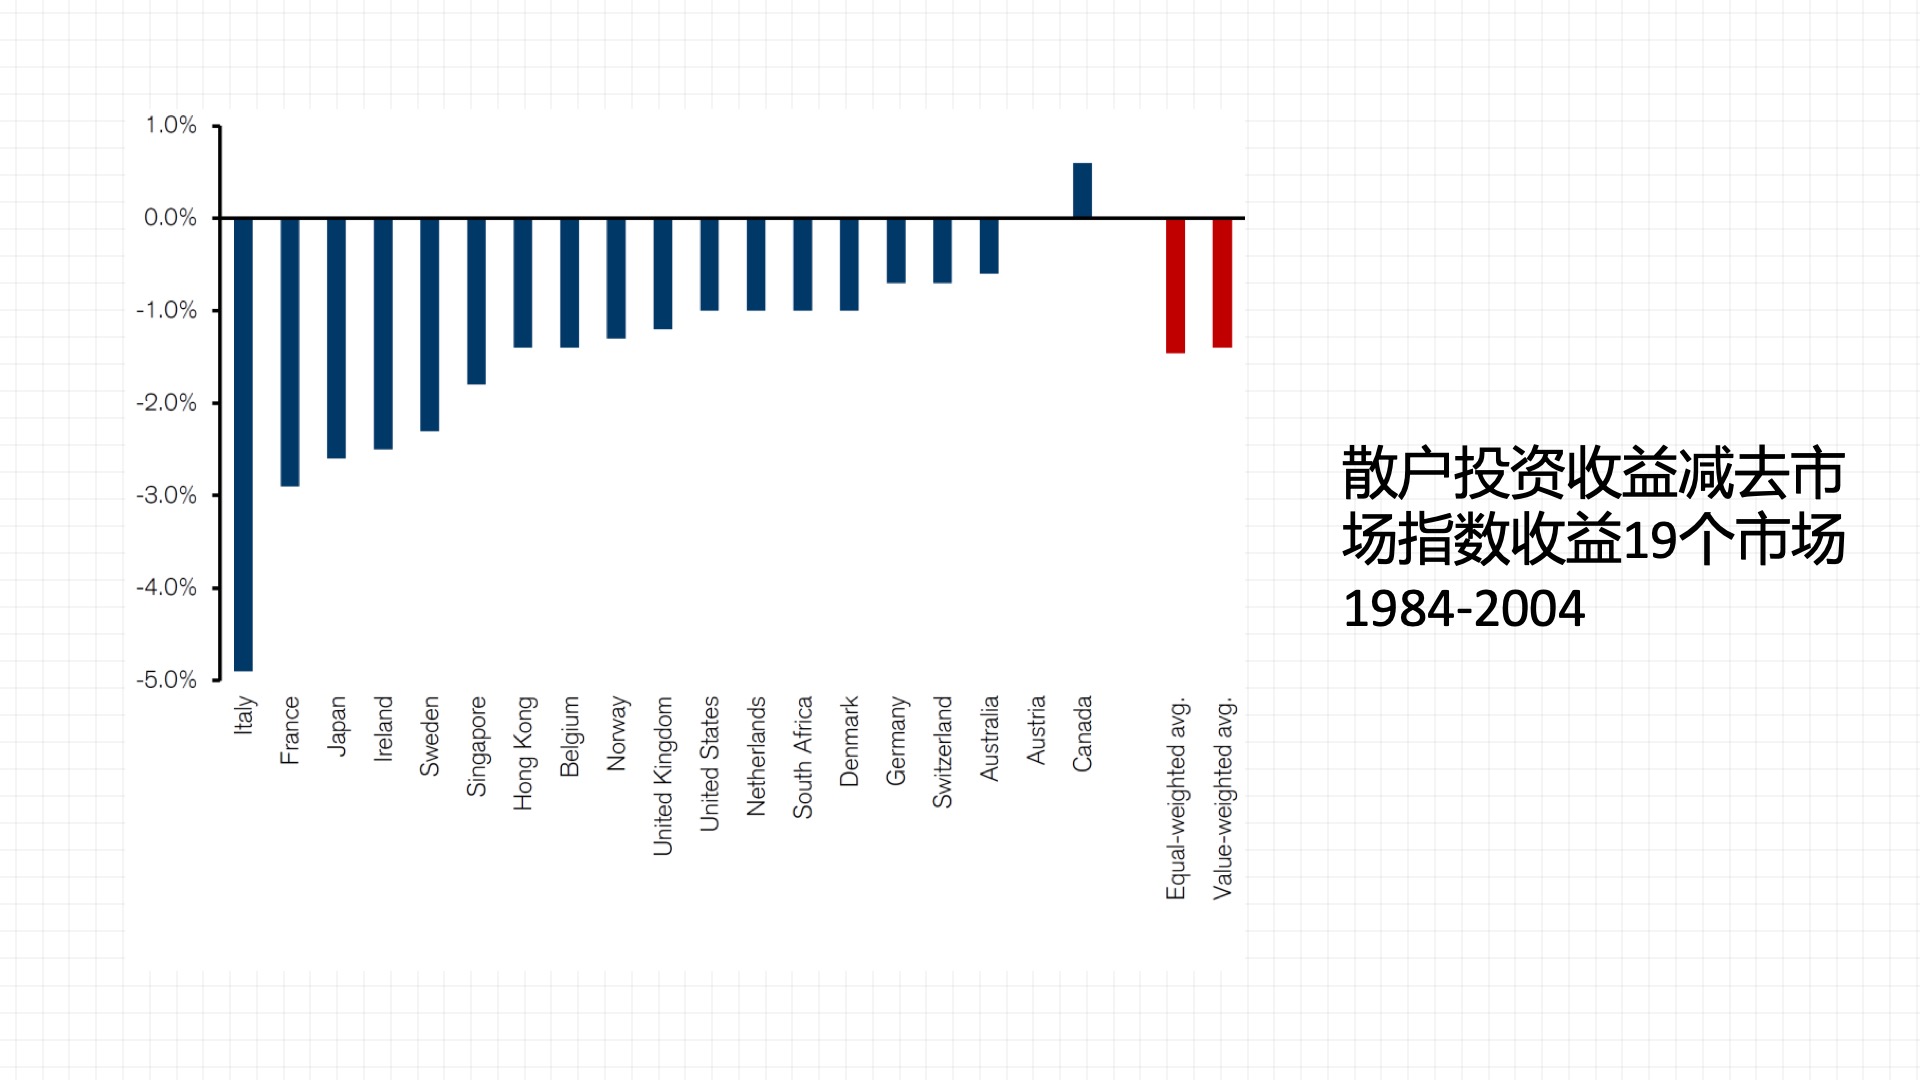 1.0%
0.0%
-1.0%
-2.0%
-3.0%
-4.0%
-5.0%
Italy
France
Japan
Ireland
Sweden
Singapore
Hong Kong
Belgium
Norway
United Kingdom
United States
Netherlands
South Africa
Denmark
Germany
Switzerland
Australia
Austria
Canada
Equal-weighted avg.
Value-weighted avg.
散户投资收益减去市
场指数收益19个市场
1984-2004